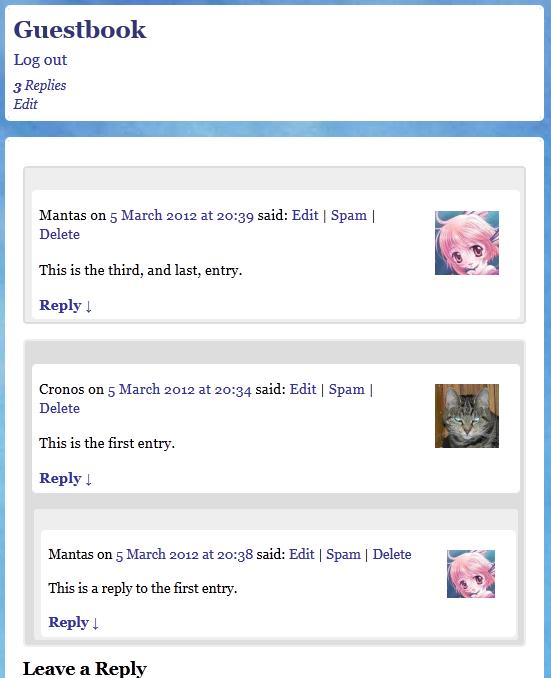 Guestbook
Log out
3 Replies
Edit
Mantas on 5 March 2012 at 20:39 said: Edit | Spam |
Delete
This is the third, and last, entry.
Reply ↓
Cronos on 5 March 2012 at 20:34 said: Edit | Spam |
Delete
This is the first entry.
Reply ↓
Mantas on 5 March 2012 at 20:38 said: Edit | Spam | Delete
This is a reply to the first entry.
Reply ↓
Leave a Reply